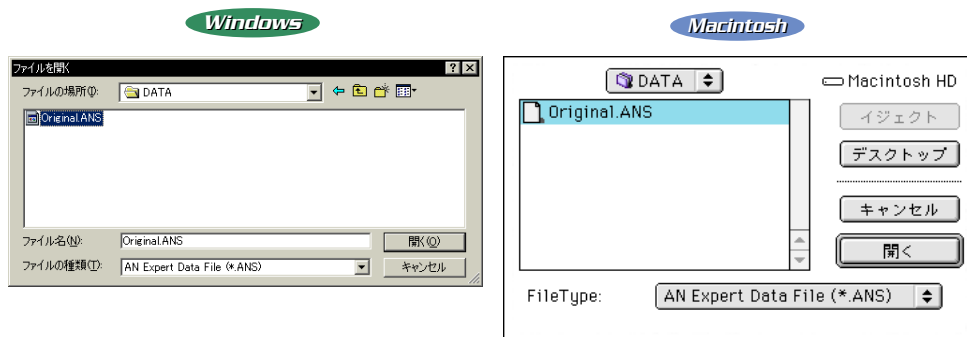 Windows
ファイルを開く
ファイルの場所(I):
DATA
Original.ANS
ファイル名(N):
Original.ANS
開く(O)
ファイルの種類(T):
AN Expert Data File (*.ANS)
キャンセル
Macintosh
DATA
Macintosh HD
Original.ANS
イジェクト
デスクトップ
キャンセル
開く
FileType:
AN Expert Data File (*.ANS)